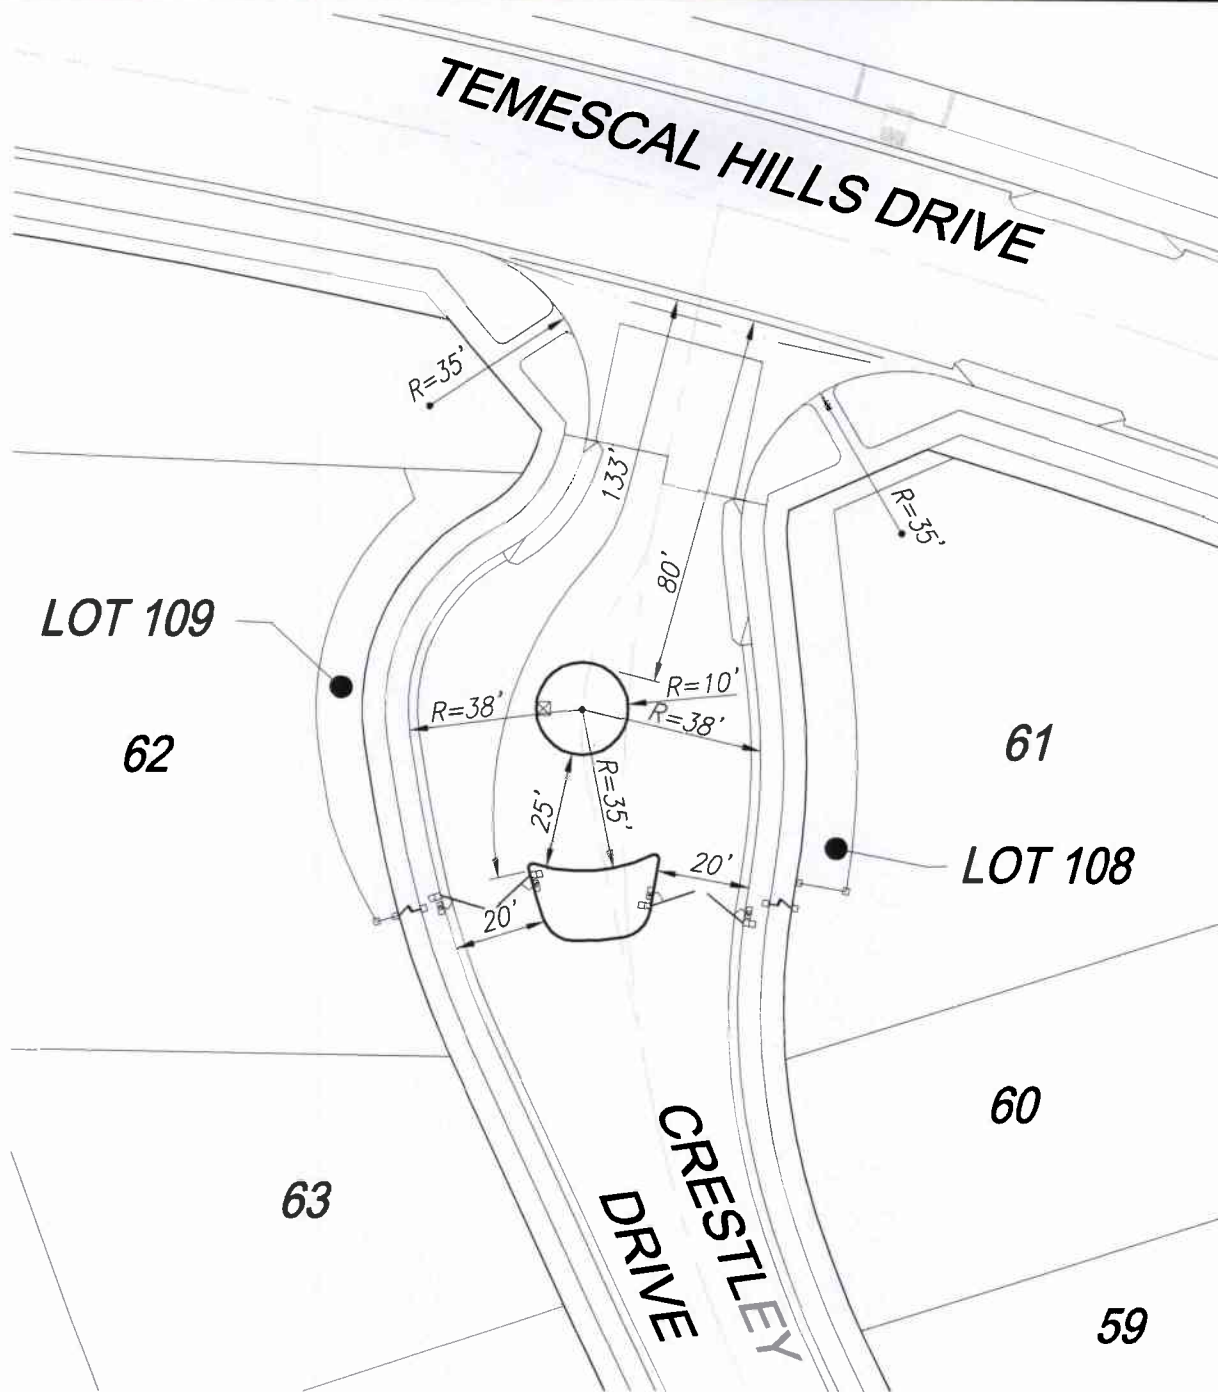 TEMESCAL HILLS DRIVE
R=35'
133'
R=35'
80'
LOT 109
R=10'
R=38'
R=38'
62
61
R=35'
25'
20'
LOT 108
20'
60
CRESTLEY
DRIVE
63
59